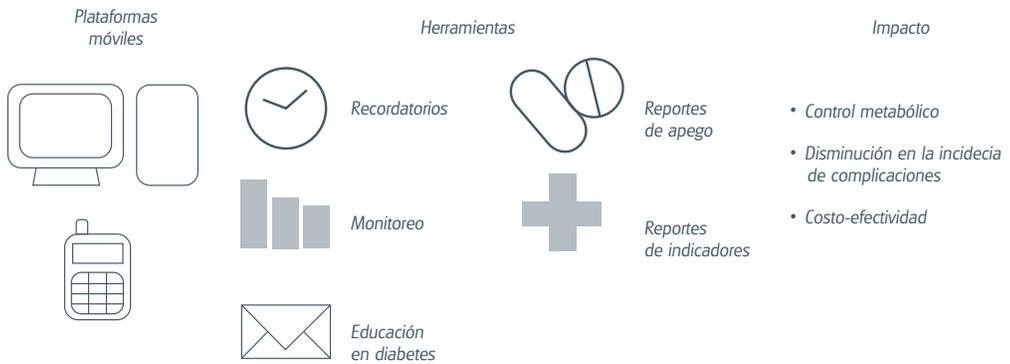 Plataformas
móviles
Herramientas
Impacto
Recordatorios
Monitoreo
Educación
en diabetes
Reportes
de apego
Reportes
de indicadores
• Control metabólico
• Disminución en la incidecia
de complicaciones
• Costo-efectividad